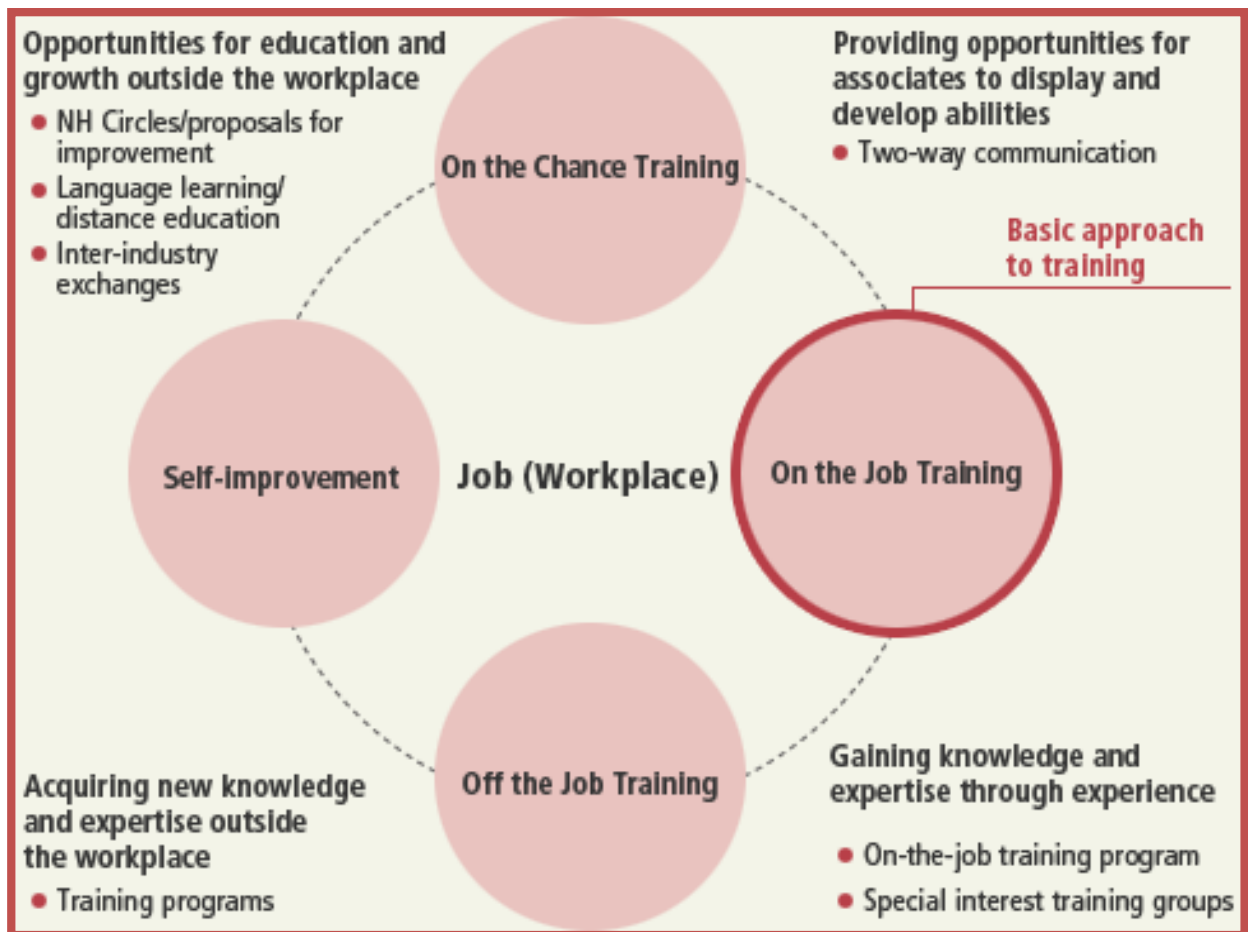 Opportunities for education and
growth outside the workplace
• NH Circles/proposals for
improvement
• Language learning/
distance education
• Inter-industry
exchanges
On the Chance Training
Providing opportunities for
associates to display and
develop abilities
• Two-way communication
Basic approach
to training
Self-improvement
Job (Workplace)
On the Job Training
Off the Job Training
Acquiring new knowledge
and expertise outside
the workplace
• Training programs
Gaining knowledge and
expertise through experience
• On-the-job training program
• Special interest training groups